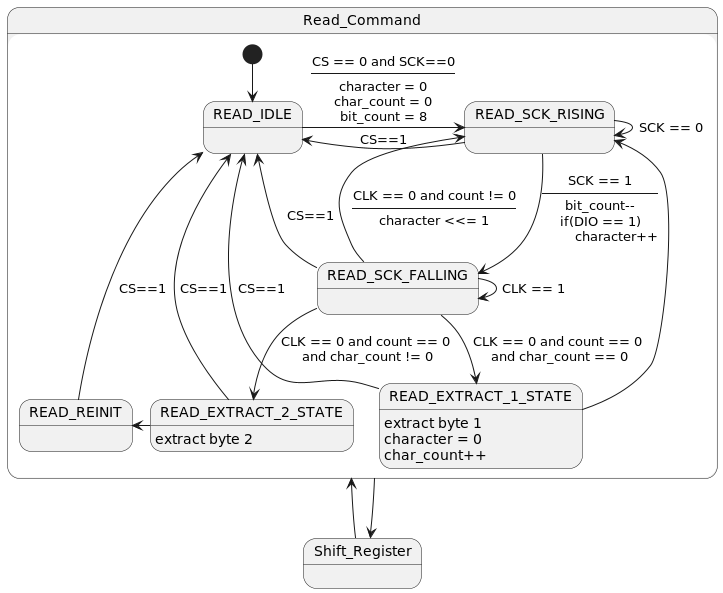 Read_Command
CS == 0 and SCK==0
character = 0
char_count = 0
bit_count = 8
READ_IDLE
READ_SCK_RISING
SCK == 0
CS==1
CLK == 0 and count != 0
character <<= 1
SCK == 1
bit_count--
if(DIO == 1)
character++
CS==1
READ_SCK_FALLING
CLK == 1
CS==1
CS==1
CS==1
CLK == 0 and count == 0
and char_count != 0
CLK == 0 and count == 0
and char_count == 0
READ_REINIT
READ_EXTRACT_2_STATE
extract byte 2
READ_EXTRACT_1_STATE
extract byte 1
character = 0
char_count++
Shift_Register